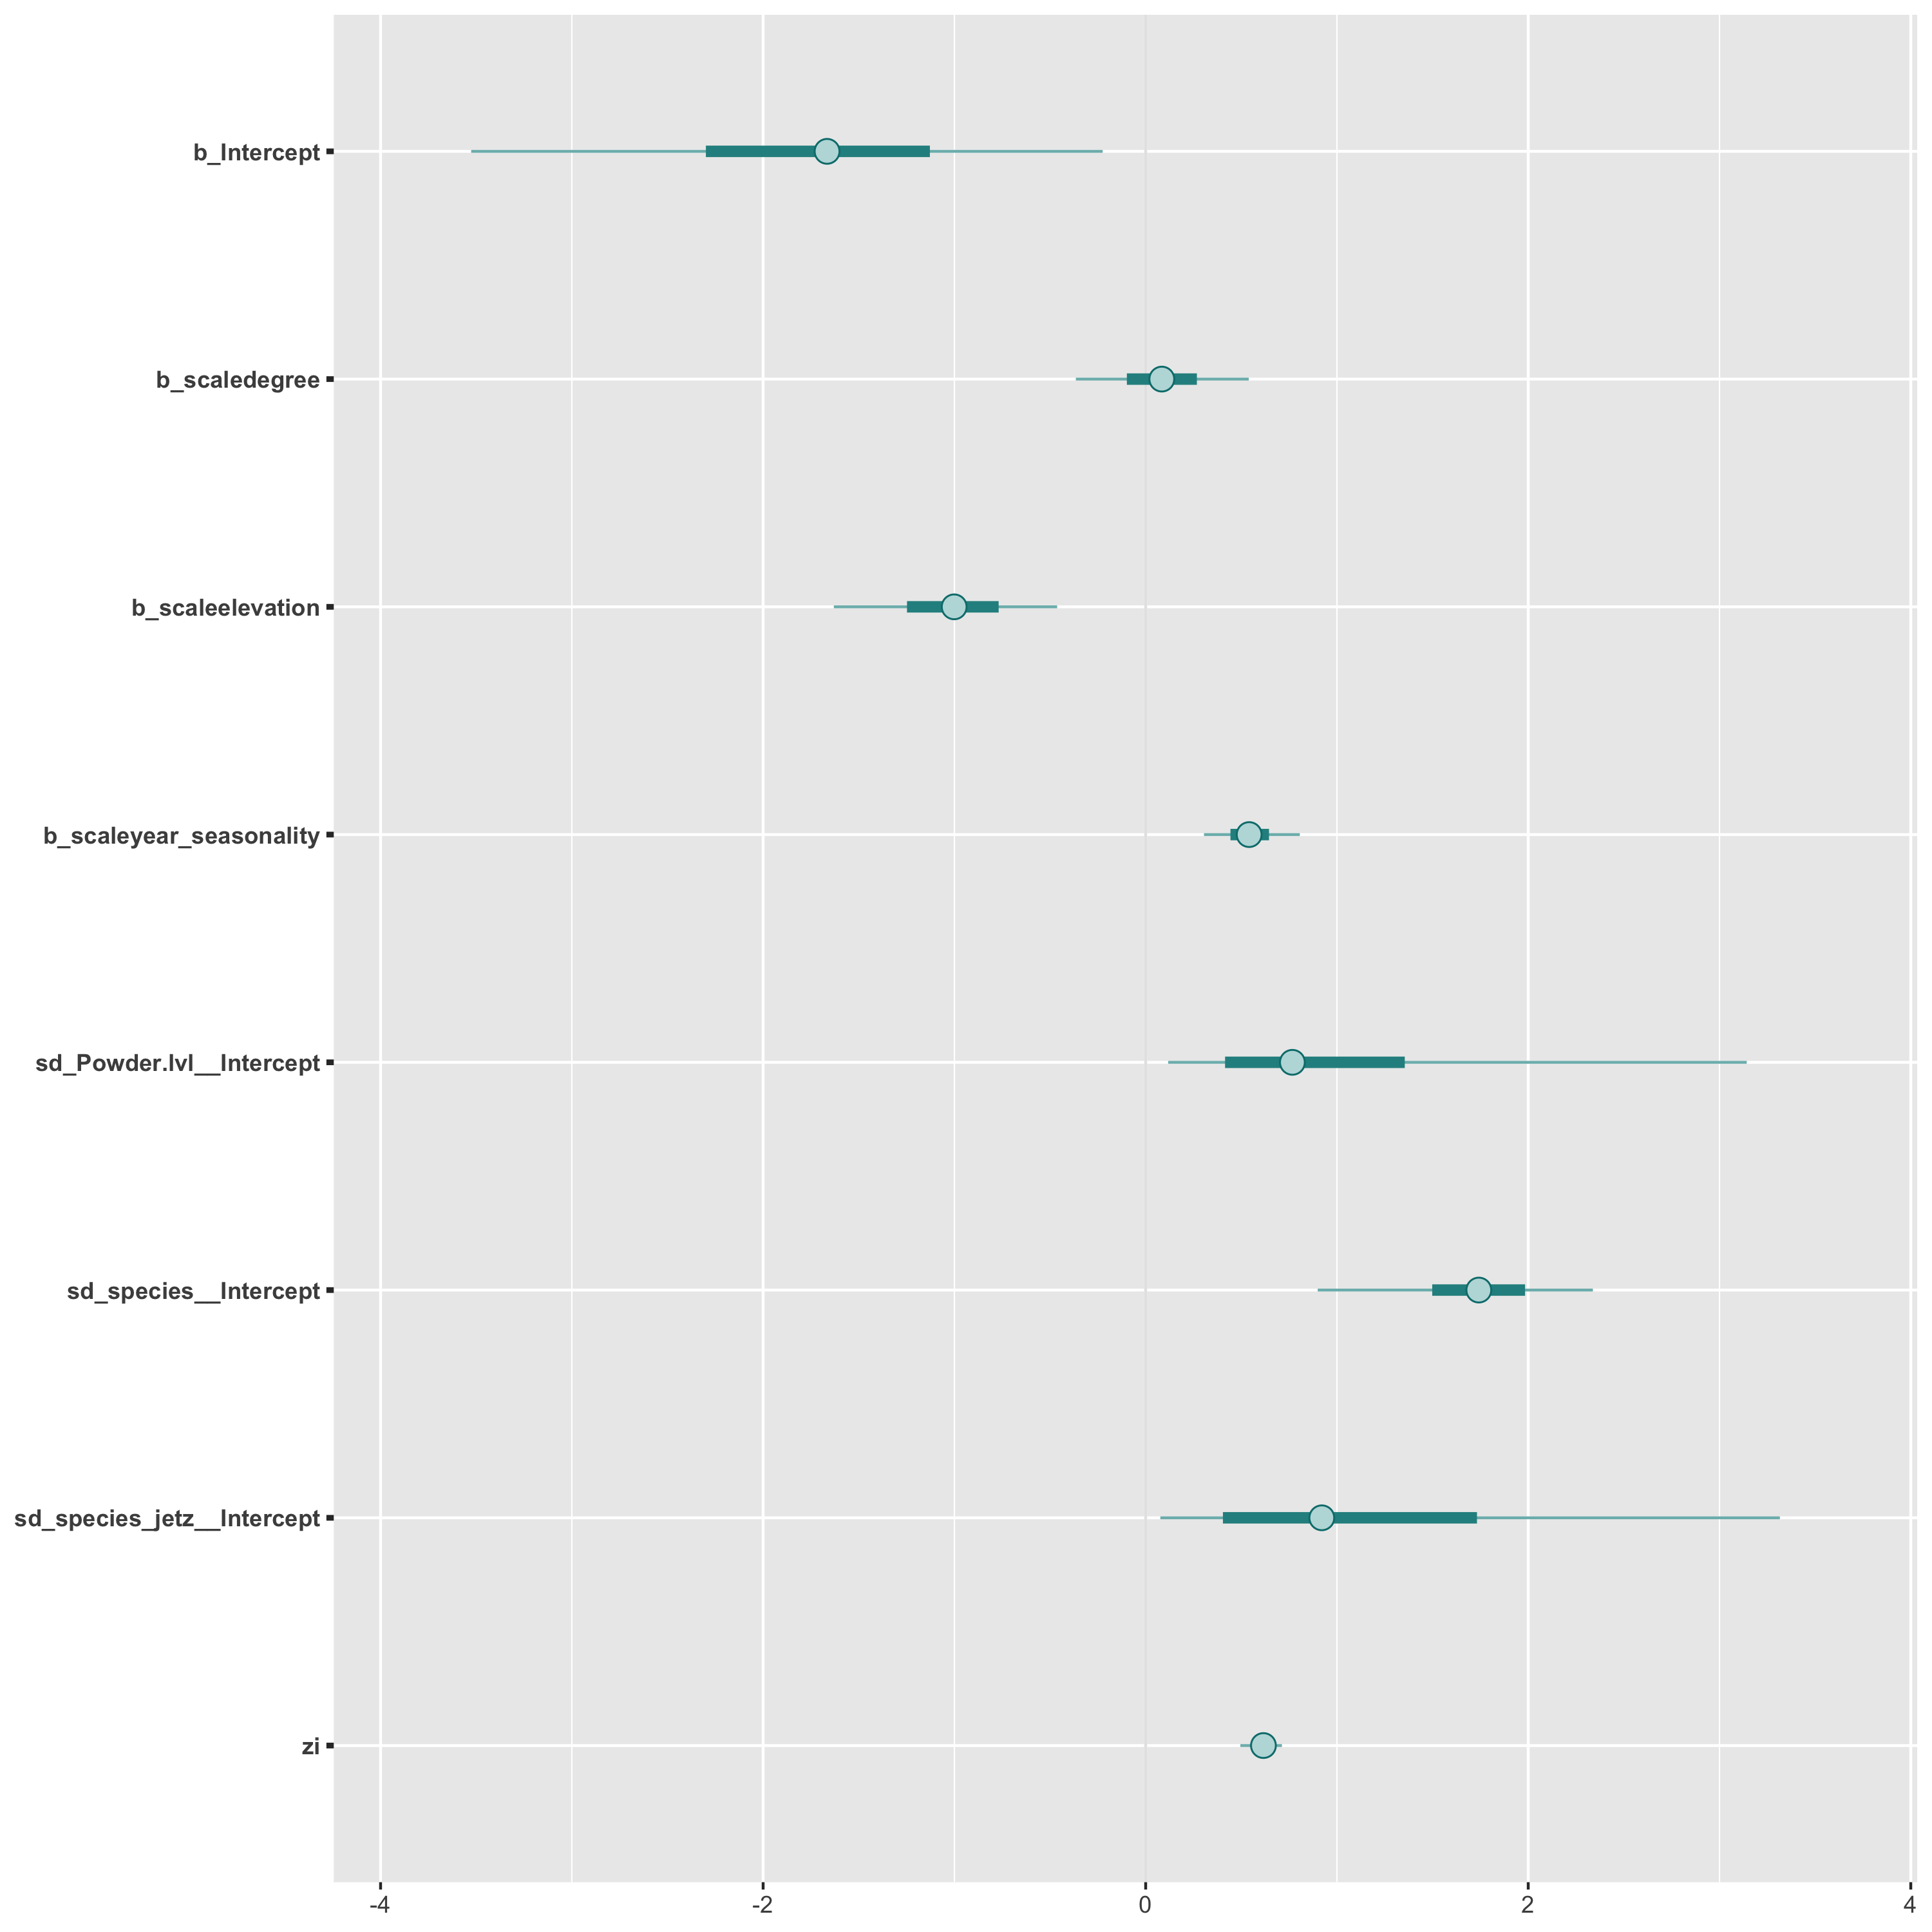 b_Intercept
b_scaledegree
b_scaleelevation
b_scaleyear_seasonality
sd_Powder.lvl__Intercept
sd_species__Intercept
sd_species_jetz__Intercept
zi
-4 -2 0 2 4